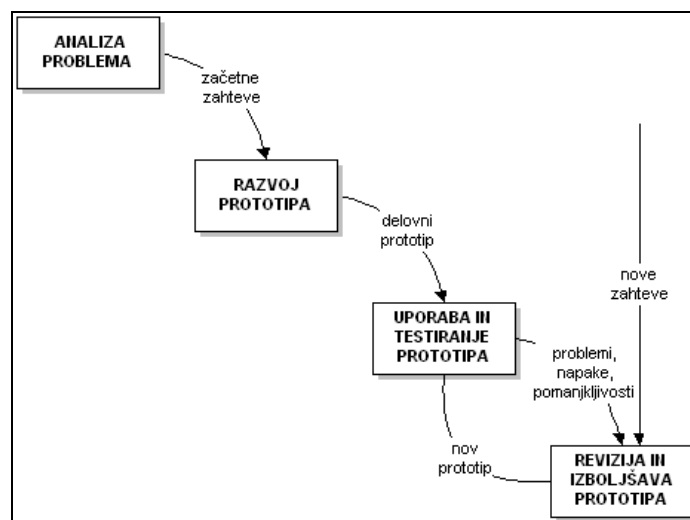 ANALIZA
PROBLEMA
začetne
zahteve
RAZVOJ
PROTOTIPA
delovni
prototip
nove
zahteve
UPORABA IN
TESTIRANJE
PROTOTIPA
problemi,
napake,
pomanjkljivosti
nov
prototip
REVIZIJA IN
IZBOLJŠAVA
PROTOTIPA